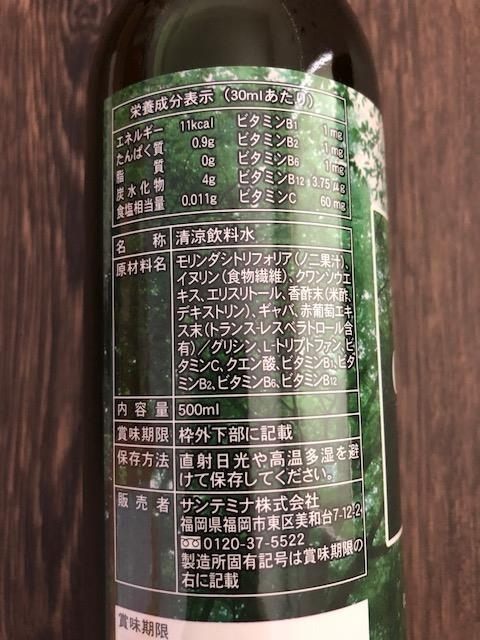 栄養成分表示（30mlあたり）
エネルギー 11kcal ビタミンB1 1mg
たんぱく質 0.9g ビタミンB2 1mg
脂質 0g ビタミンB6 1mg
炭水化物 4g ビタミンB12 3.75μg
食塩相当量 0.011g ビタミンC 60mg
名称 清涼飲料水
原材料名 モリンダシトリフォリア(ノニ果汁)、
イヌリン(食物繊維)、クワンソウエ
キス、エリスリトール、香酢末(米酢、
デキストリン)、ギャバ、赤葡萄エキ
ス末(トランス-レスベラトロール含
有)／グリシン、L-トリプトファン、ビ
タミンC、クエン酸、ビタミンB1、ビタ
ミンB2、ビタミンB6、ビタミンB12
内容量 500ml
賞味期限 枠外下部に記載
保存方法 直射日光や高温多湿を避
けて保存してください。
販売者 サンテミナ株式会社
福岡県福岡市東区美和台7-12-2
0120-37-5522
製造所固有記号は賞味期限の
右に記載
賞味期限